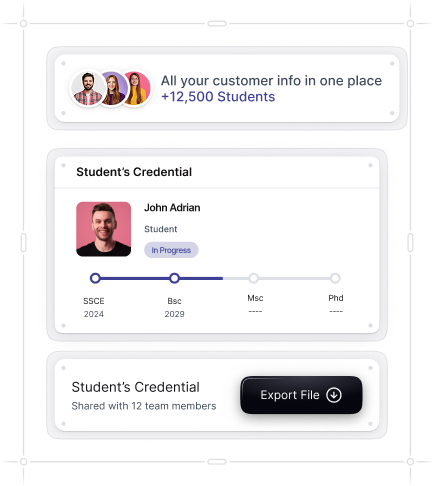 All your customer info in one place
+12,500 Students
Student's Credential
John Adrian
Student
In Progress
SSCE Bsc Msc Phd
2024 2029 ---- ----
Student's Credential
Shared with 12 team members
Export File